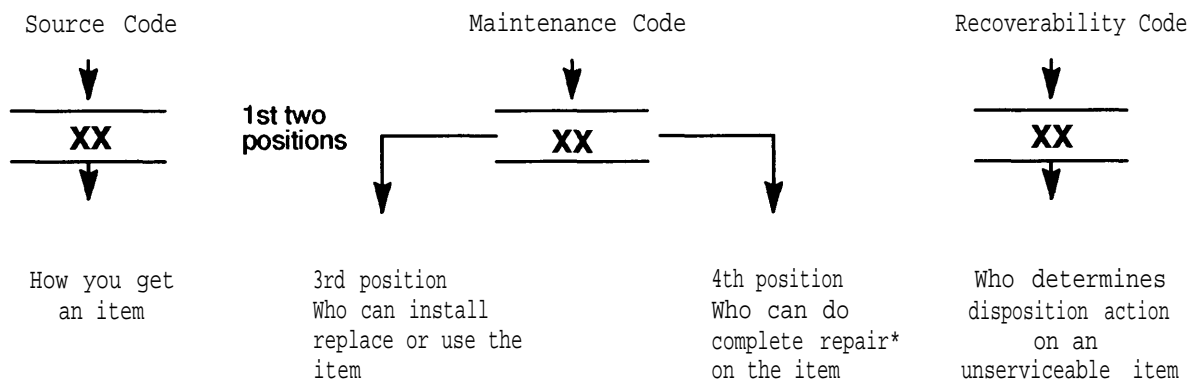 Source Code
Maintenance Code
Recoverability Code
XX
1st two
positions
XX
XX
How you get
an item
3rd position
Who can install
replace or use the
item
4th position
Who can do
complete repair*
on the item
Who determines
disposition action
on an
unserviceable item